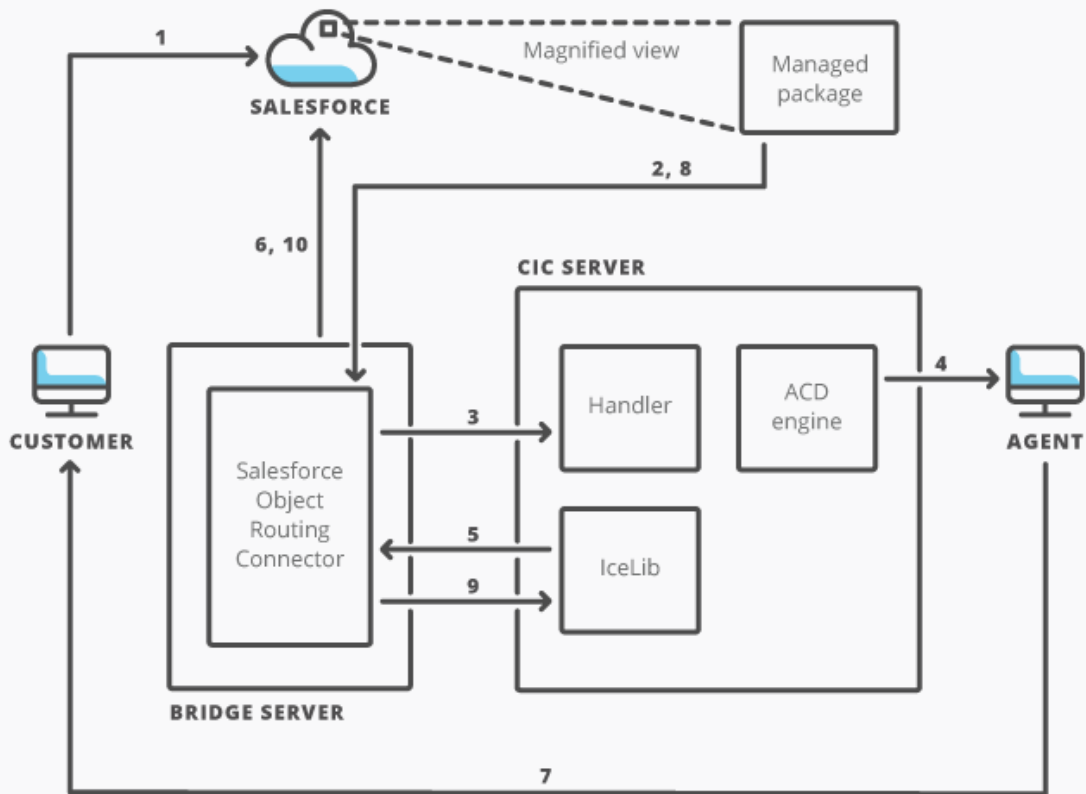 1
Magnified view
Managed
package
SALESFORCE
2, 8
6, 10
CIC SERVER
4
Handler
ACD
engine
3
CUSTOMER
AGENT
Salesforce
Object
Routing
Connector
5
IceLib
9
BRIDGE SERVER
7